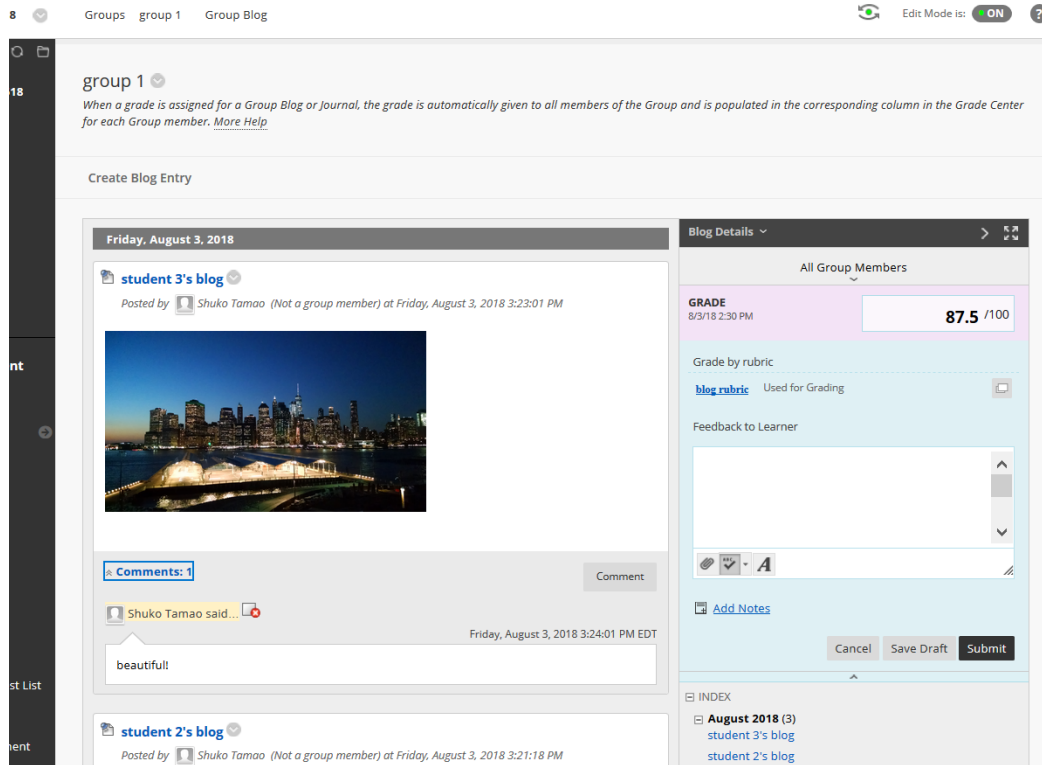 8
Groups group 1 Group Blog
Edit Mode is: ON ?
18
group 1
When a grade is assigned for a Group Blog or Journal, the grade is automatically given to all members of the Group and is populated in the corresponding column in the Grade Center
for each Group member. More Help
Create Blog Entry
nt
st List
nent
Friday, August 3, 2018
student 3's blog
Posted by Shuko Tamao (Not a group member) at Friday, August 3, 2018 3:23:01 PM
Comments: 1
Comment
Shuko Tamao said...
Friday, August 3, 2018 3:24:01 PM EDT
beautiful!
student 2's blog
Posted by Shuko Tamao (Not a group member) at Friday, August 3, 2018 3:21:18 PM
Blog Details
All Group Members
GRADE
8/3/18 2:30 PM
87.5 /100
Grade by rubric
blog rubric Used for Grading
Feedback to Learner
ABC
A
Add Notes
Cancel Save Draft Submit
INDEX
August 2018 (3)
student 3's blog
student 2's blog